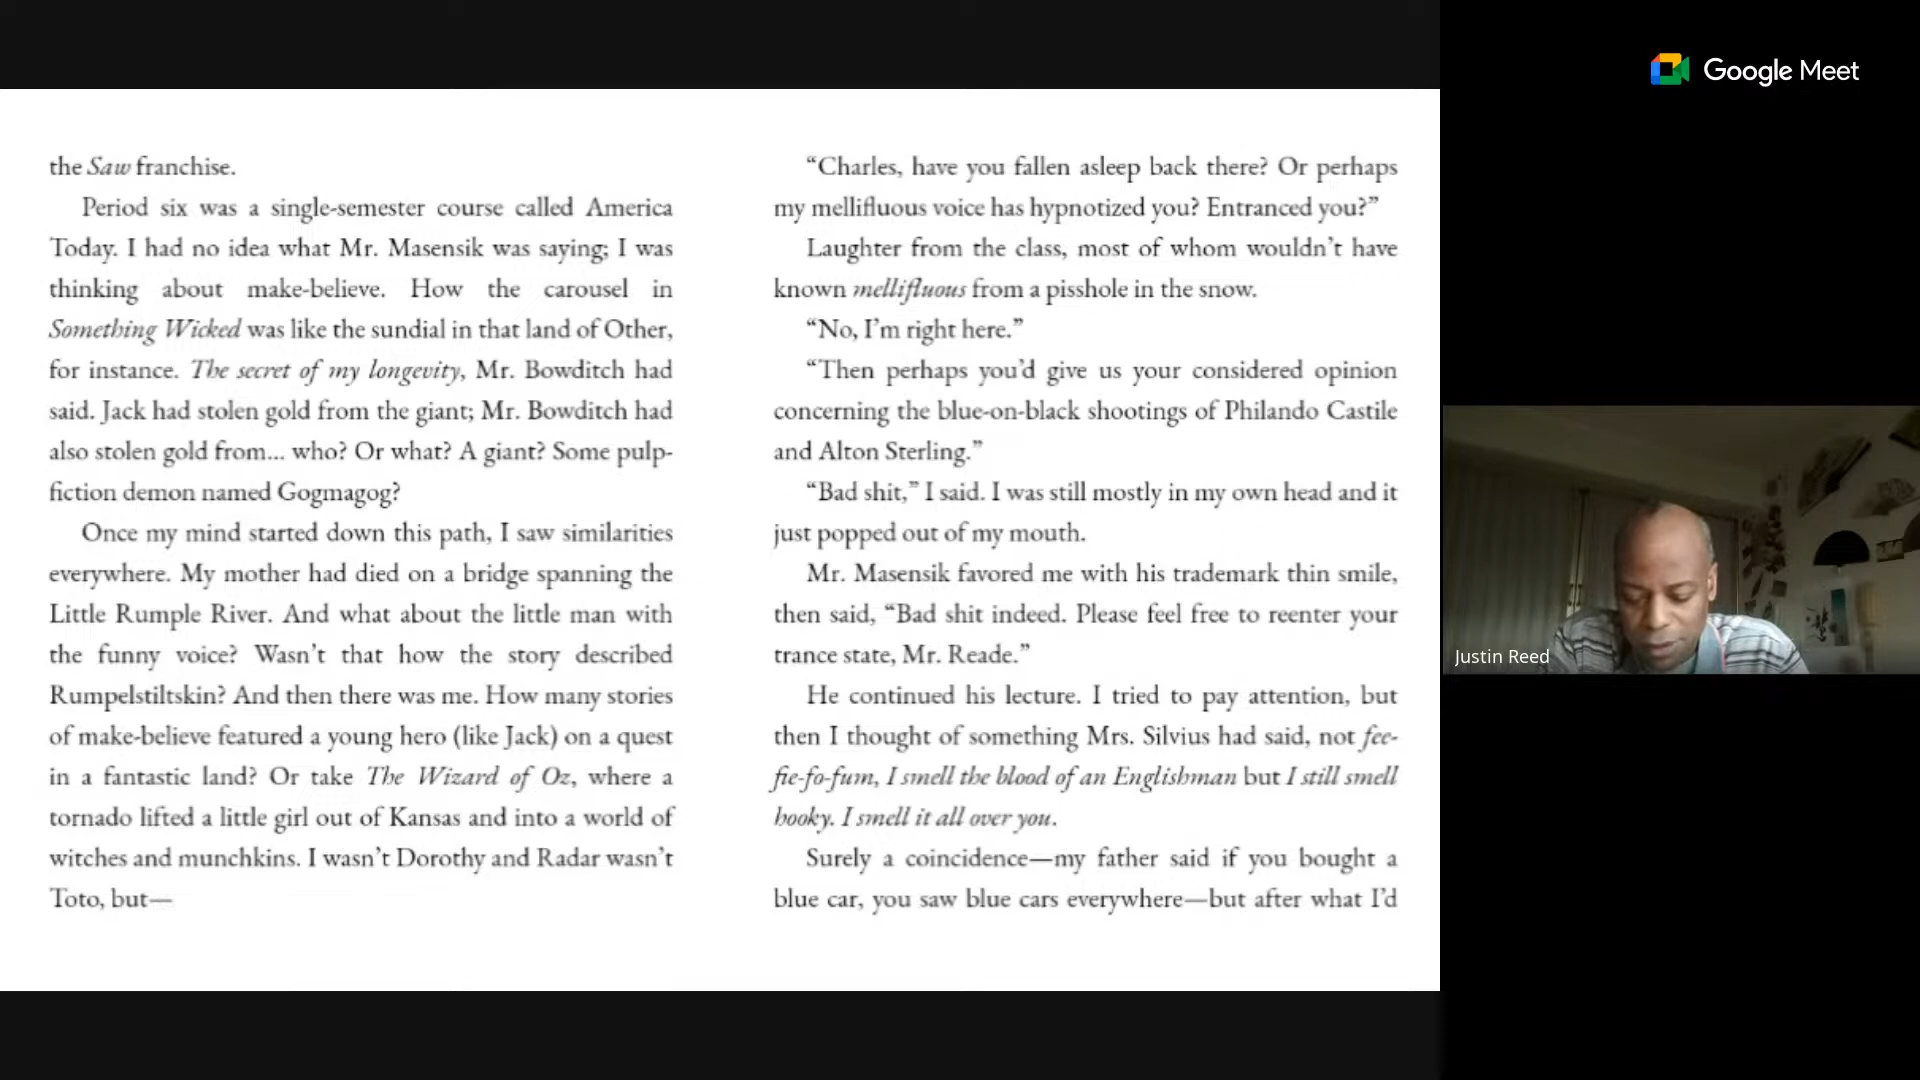 Google Meet
the Saw franchise.
Period six was a single-semester course called America
Today. I had no idea what Mr. Masensik was saying; I was
thinking about make-believe. How the carousel in
Something Wicked was like the sundial in that land of Other,
for instance. The secret of my longevity, Mr. Bowditch had
said. Jack had stolen gold from the giant; Mr. Bowditch had
also stolen gold from... who? Or what? A giant? Some pulp-
fiction demon named Gogmagog?
Once my mind started down this path, I saw similarities
everywhere. My mother had died on a bridge spanning the
Little Rumple River. And what about the little man with
the funny voice? Wasn’t that how the story described
Rumpelstiltskin? And then there was me. How many stories
of make-believe featured a young hero (like Jack) on a quest
in a fantastic land? Or take The Wizard of Oz, where a
tornado lifted a little girl out of Kansas and into a world of
witches and munchkins. I wasn’t Dorothy and Radar wasn’t
Toto, but—
“Charles, have you fallen asleep back there? Or perhaps
my mellifluous voice has hypnotized you? Entranced you?”
Laughter from the class, most of whom wouldn’t have
known mellifluous from a pisshole in the snow.
“No, I’m right here.”
“Then perhaps you’d give us your considered opinion
concerning the blue-on-black shootings of Philando Castile
and Alton Sterling.”
“Bad shit,” I said. I was still mostly in my own head and it
just popped out of my mouth.
Mr. Masensik favored me with his trademark thin smile,
then said, “Bad shit indeed. Please feel free to reenter your
trance state, Mr. Reade.”
He continued his lecture. I tried to pay attention, but
then I thought of something Mrs. Silvius had said, not fee-
fie-fo-fum, I smell the blood of an Englishman but I still smell
hooky. I smell it all over you.
Surely a coincidence—my father said if you bought a
blue car, you saw blue cars everywhere—but after what I’d
Justin Reed